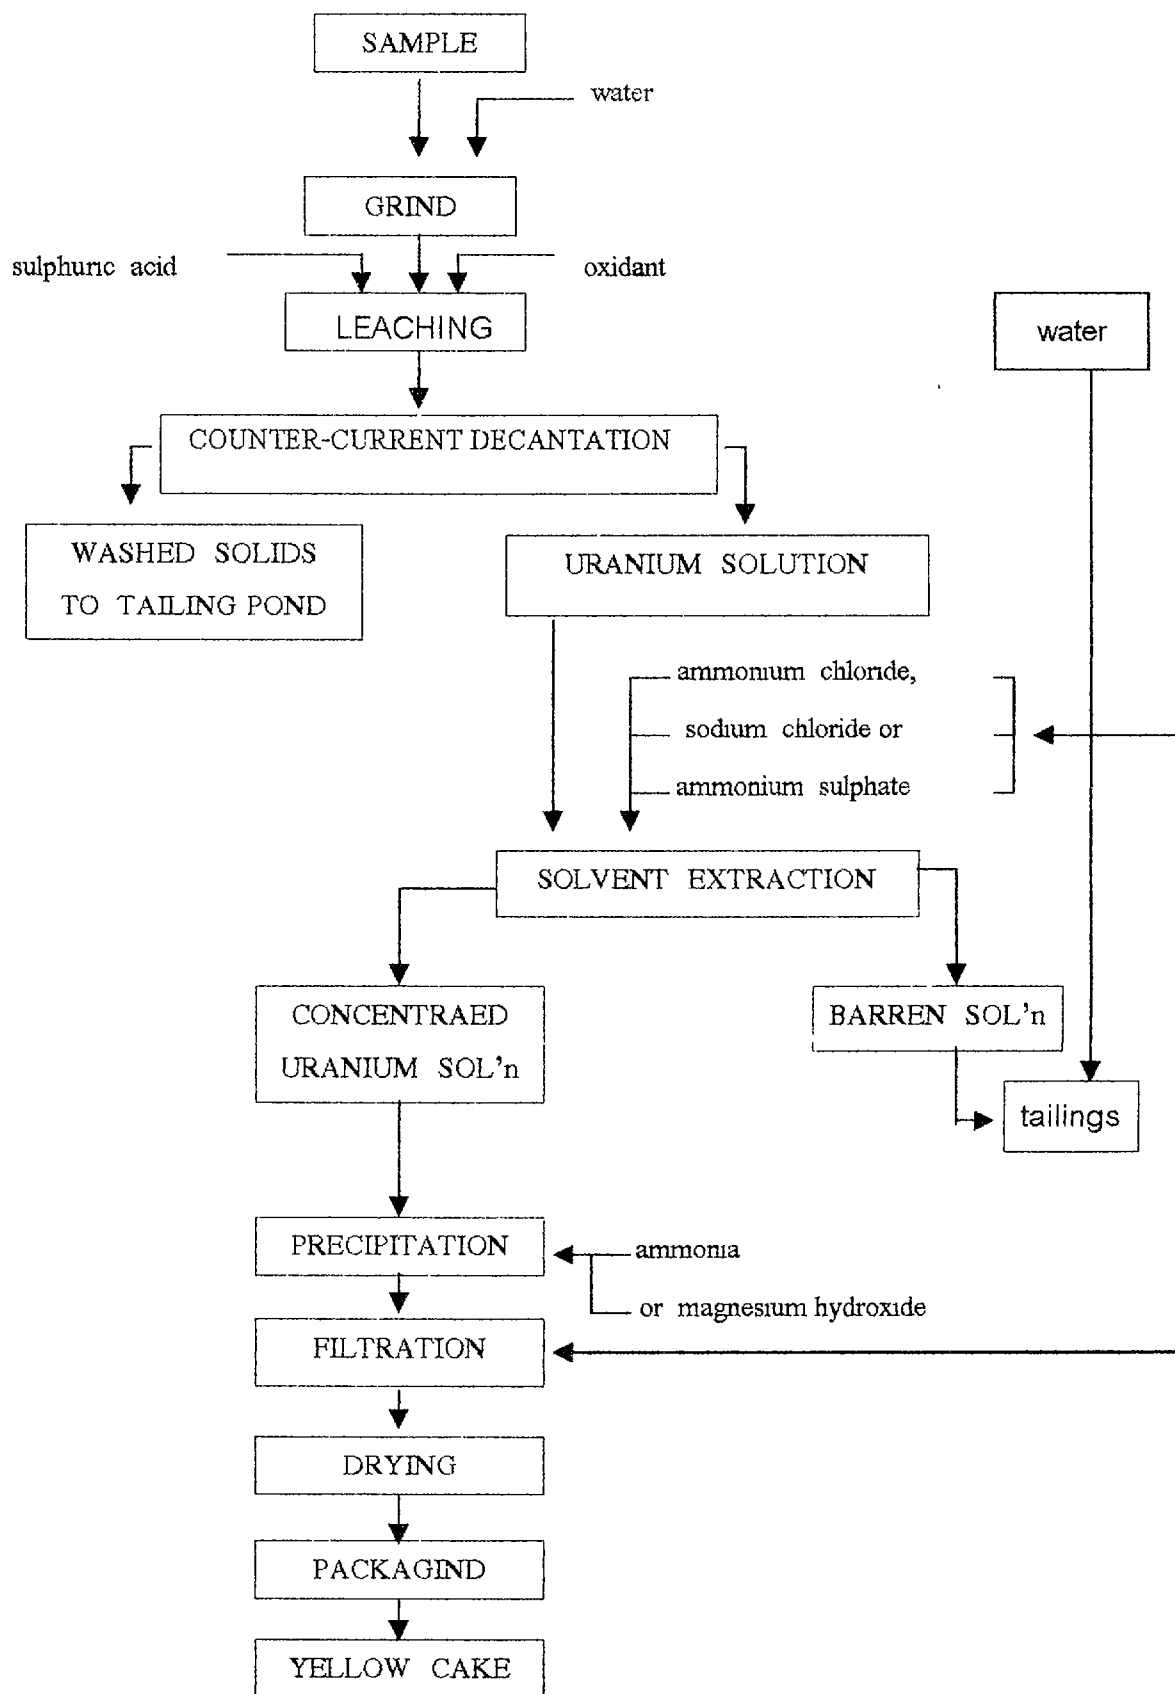 SAMPLE
water
GRIND
sulphuric acid
oxidant
LEACHING
water
COUNTER-CURRENT DECANTATION
WASHED SOLIDS
TO TAILING POND
URANIUM SOLUTION
ammonium chloride,
sodium chloride or
ammonium sulphate
SOLVENT EXTRACTION
CONCENTRAED
URANIUM SOL'n
BARREN SOL'n
tailings
PRECIPITATION
ammonia
or magnesium hydroxide
FILTRATION
DRYING
PACKAGIND
YELLOW CAKE